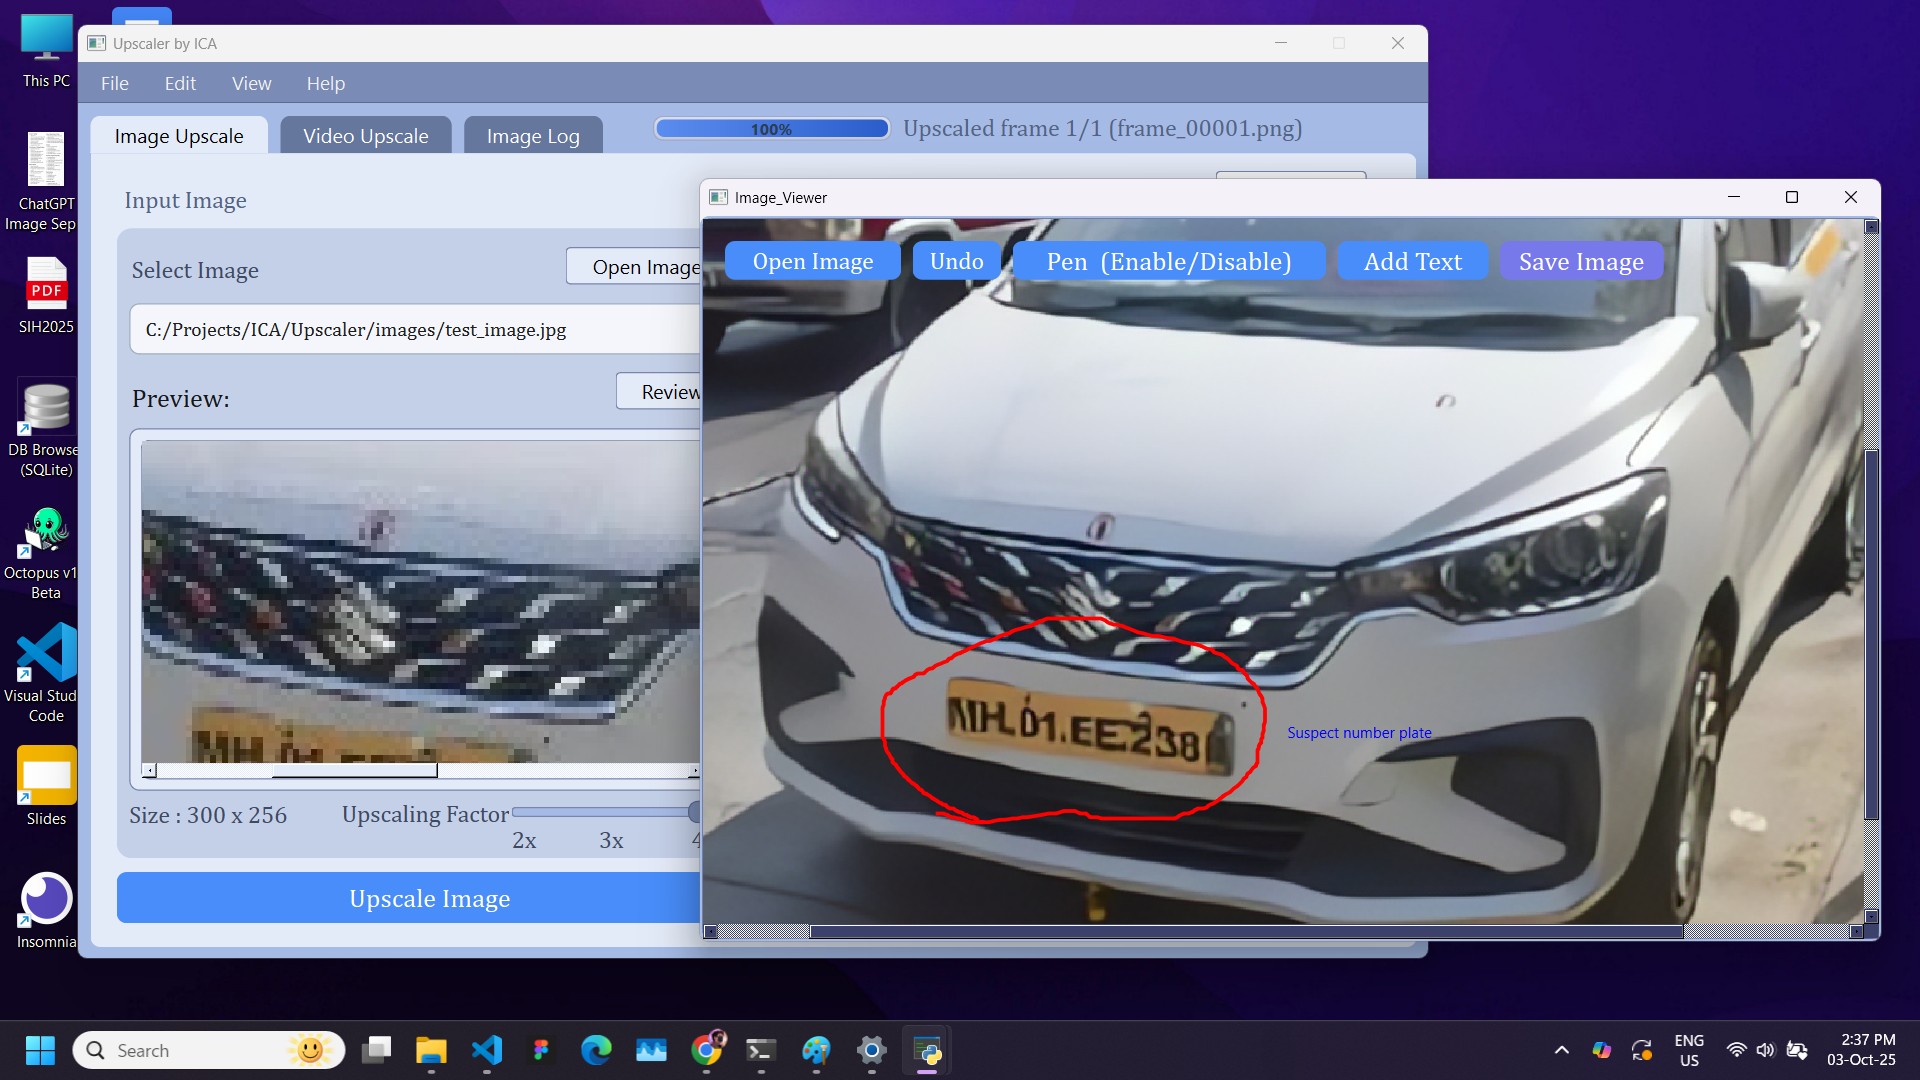 This PC
ChatGPT
Image Sep
PDF
SIH2025
DB Browse
(SQLite)
Octopus v1
Beta
Visual Stud
Code
Slides
Insomnia
Upscaler by ICA
File Edit View Help
Image Upscale Video Upscale Image Log 100% Upscaled frame 1/1 (frame_00001.png)
Input Image
Select Image Open Image
C:/Projects/ICA/Upscaler/images/test_image.jpg
Preview: Review
Size : 300 x 256 Upscaling Factor
2x 3x 4
Upscale Image
Image_Viewer
Open Image Undo Pen (Enable/Disable) Add Text Save Image
MH.01.EE238
Suspect number plate
Search
ENG
US
2:37 PM
03-Oct-25